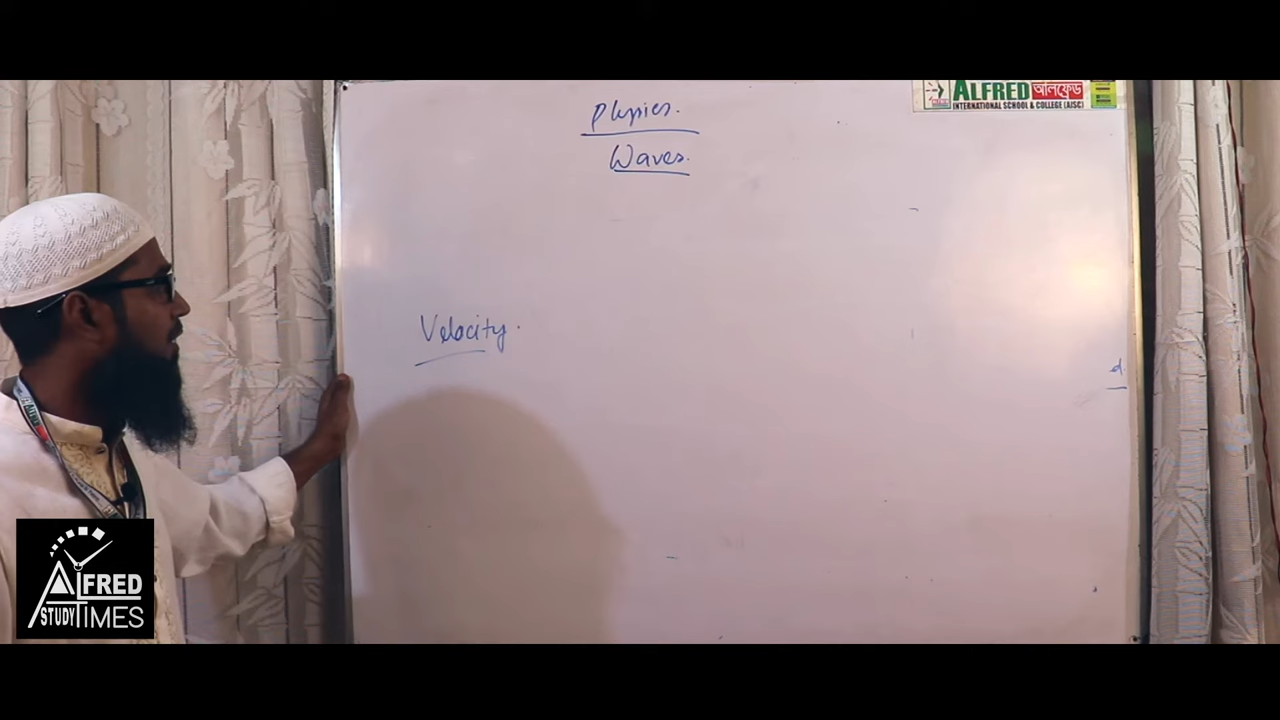 Physics.
Waves.
ALFRED আলফ্রেড
INTERNATIONAL SCHOOL & COLLEGE (AISC)
Velocity.
d.
ALFRED
STUDY TIMES